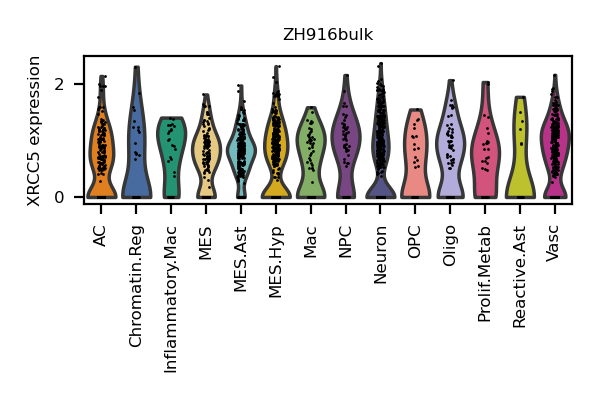 ZH916bulk
XRCC5 expression
2
0
AC
Chromatin.Reg
Inflammatory.Mac
MES
MES.Ast
MES.Hyp
Mac
NPC
Neuron
OPC
Oligo
Prolif.Metab
Reactive.Ast
Vasc